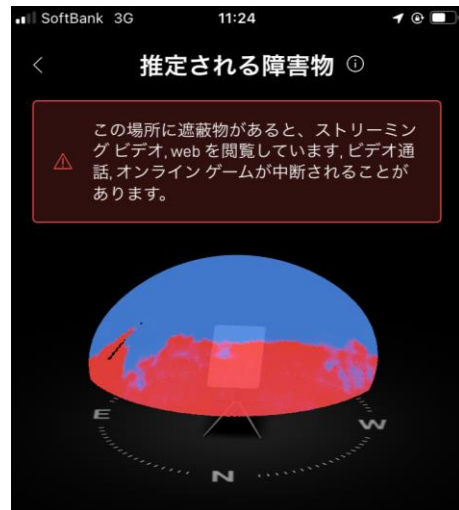 SoftBank 3G 11:24
推定される障害物
この場所に遮蔽物があると、ストリーミン
グ ビデオ, web を閲覧しています, ビデオ通
話, オンライン ゲームが中断されることが
あります。
E
W
N